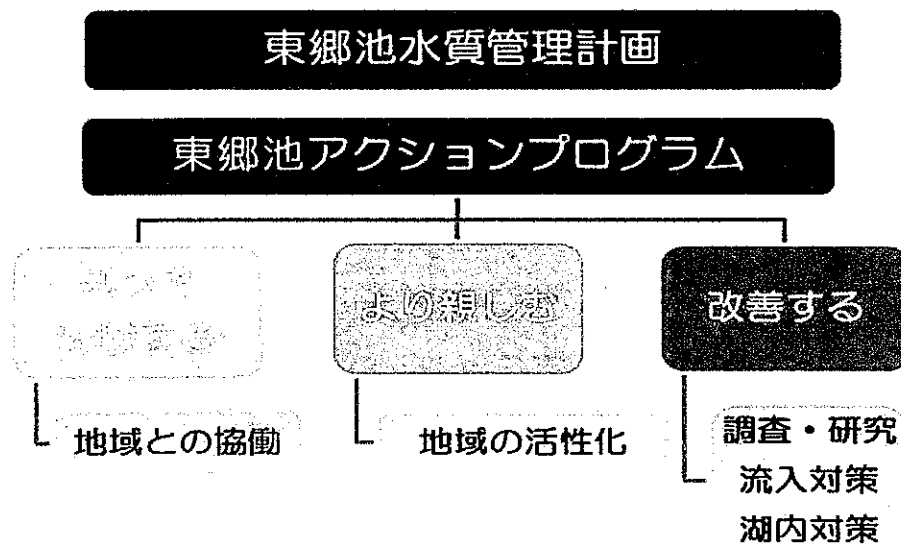 東郷池水質管理計画
東郷池アクションプログラム
より親しむ
改善する
地域との協働
地域の活性化
調査・研究
流入対策
湖内対策